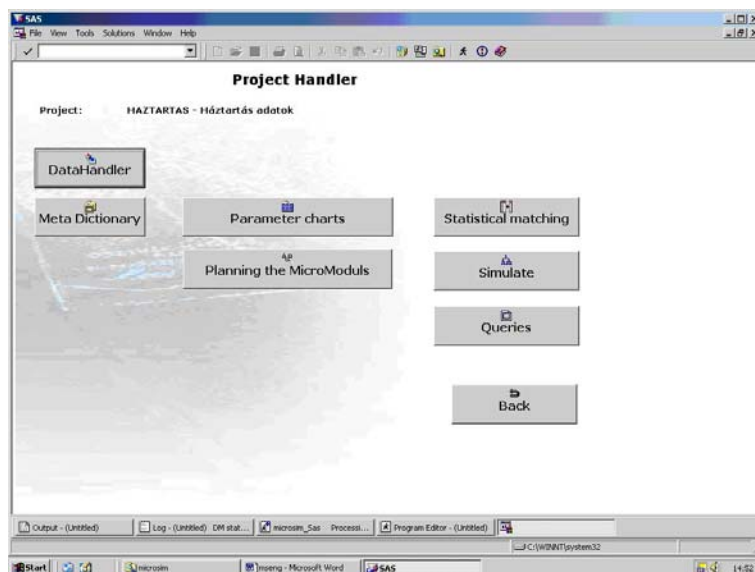 SAS
File View Tools Solutions Window Help
Project Handler
Project: HAZTARTAS - Háztartás adatok
DataHandler
Meta Dictionary
Parameter charts
Statistical matching
Planning the MicroModuls
Simulate
Queries
Back
Output - (Untitled)
Log - (Untitled) DM stat...
microsim_Sas Processi...
Program Editor - (Untitled)
C:\WINNT\system32
Start
microsim
mseng - Microsoft Word
SAS